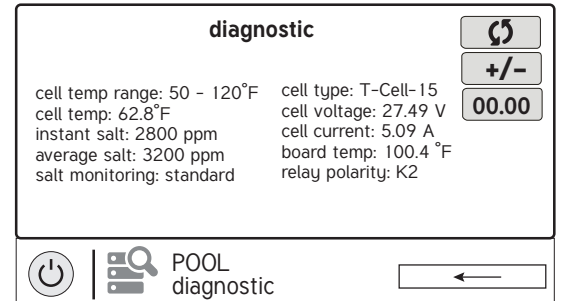 diagnostic
+/-
00.00
cell temp range: 50 - 120°F
cell temp: 62.8°F
instant salt: 2800 ppm
average salt: 3200 ppm
salt monitoring: standard
cell type: T-Cell-15
cell voltage: 27.49 V
cell current: 5.09 A
board temp: 100.4 °F
relay polarity: K2
POOL
diagnostic